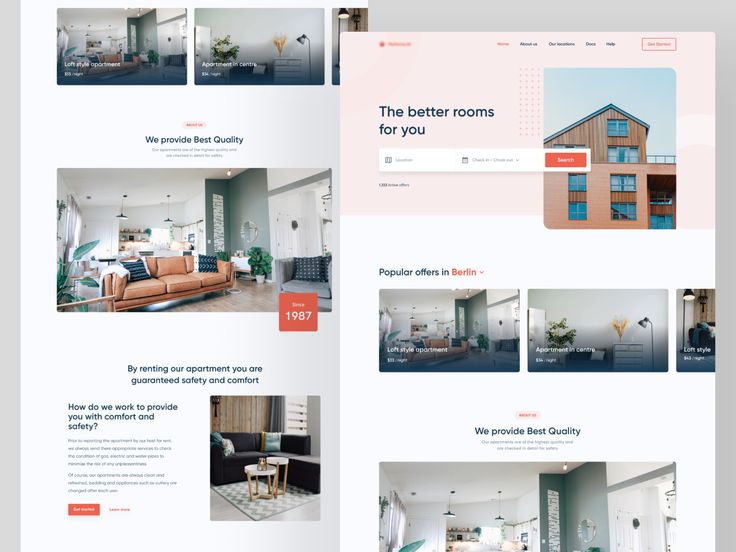 Loft style apartment
$33 /night
Apartment in centre
$34 /night
ABOUT US
We provide Best Quality
Our apartments are of the highest quality and
are checked in detail for safety
Since
1987
By renting our apartment you are
guaranteed safety and comfort
How do we work to provide
you with comfort and
safety?
Prior to reporting the apartment by our host for rent,
we always send there appropriate services to check
the condition of gas, electric and water pipes to
minimise the risk of any unpleasantness
Of course, our apartments are always clean and
refreshed, bedding and appliances such as cutlery are
changed after each user.
Get started
Learn more
Home
About us
Our locations
Docs
Help
Get Started
The better rooms
for you
Location
Check in - Check out
Search
1,333 Active offers
Popular offers in Berlin
Loft style apartment
$33 /night
Apartment in centre
$34 /night
Loft style
$43 /night
ABOUT US
We provide Best Quality
Our apartments are of the highest quality and
are checked in detail for safety